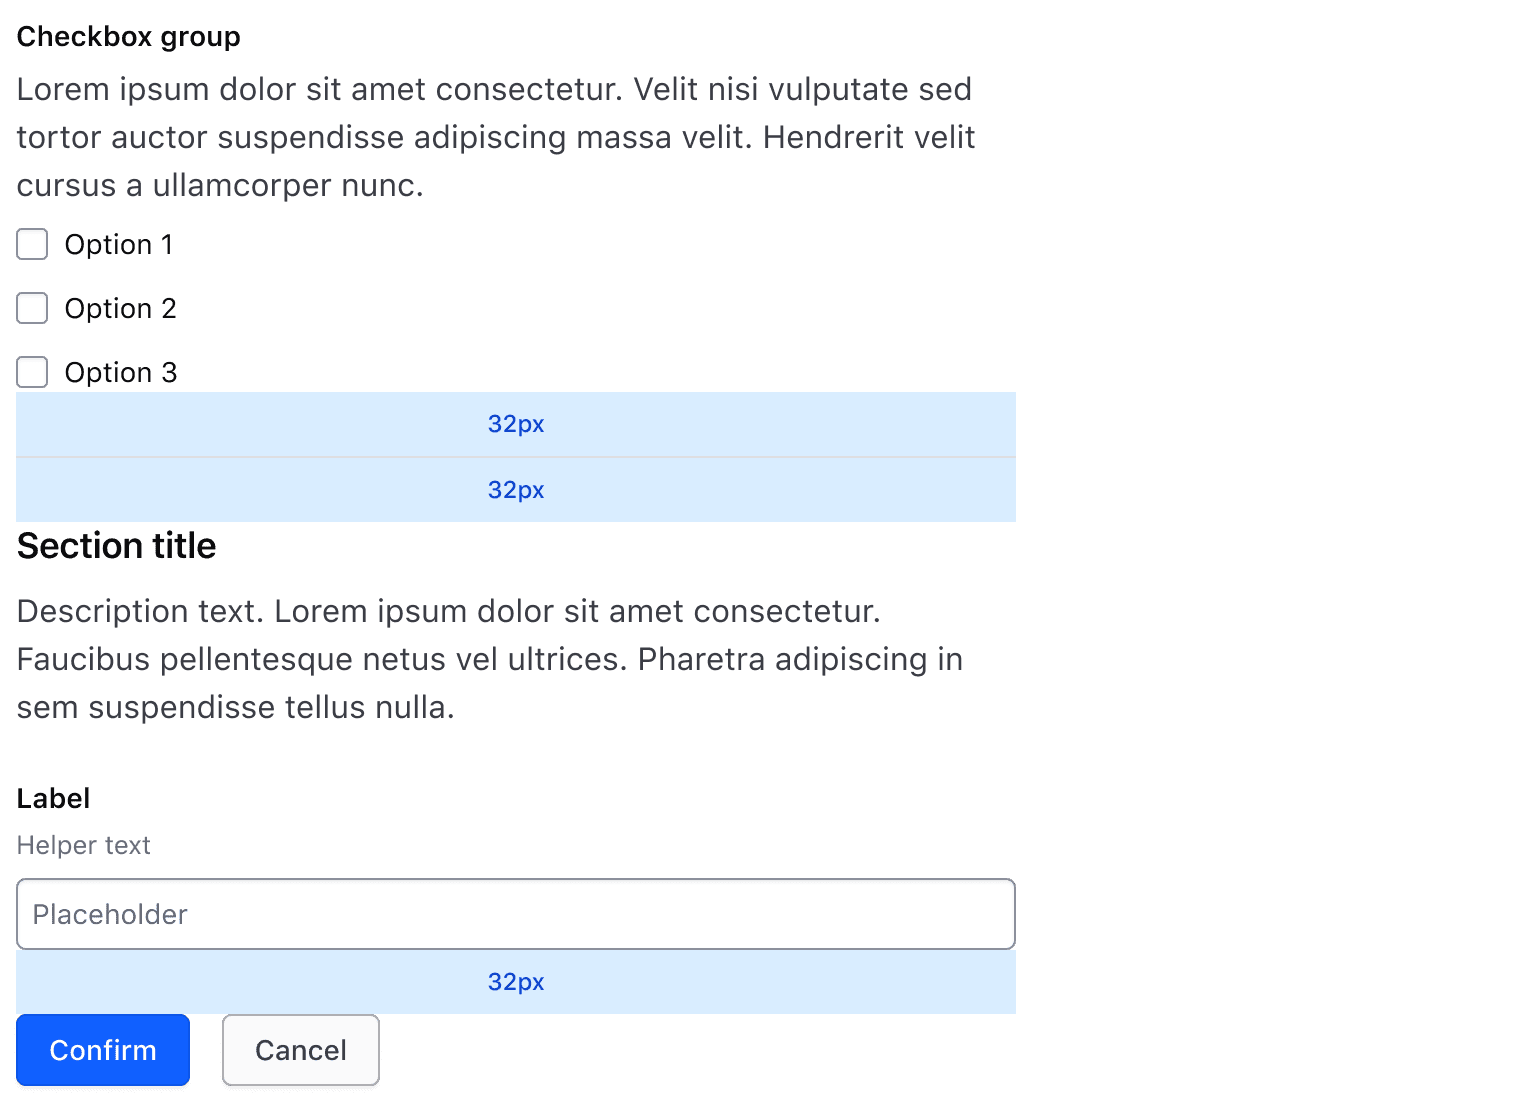 Checkbox group
Lorem ipsum dolor sit amet consectetur. Velit nisi vulputate sed
tortor auctor suspendisse adipiscing massa velit. Hendrerit velit
cursus a ullamcorper nunc.
Option 1
Option 2
Option 3
32px
32px
Section title
Description text. Lorem ipsum dolor sit amet consectetur.
Faucibus pellentesque netus vel ultrices. Pharetra adipiscing in
sem suspendisse tellus nulla.
Label
Helper text
Placeholder
32px
Confirm Cancel